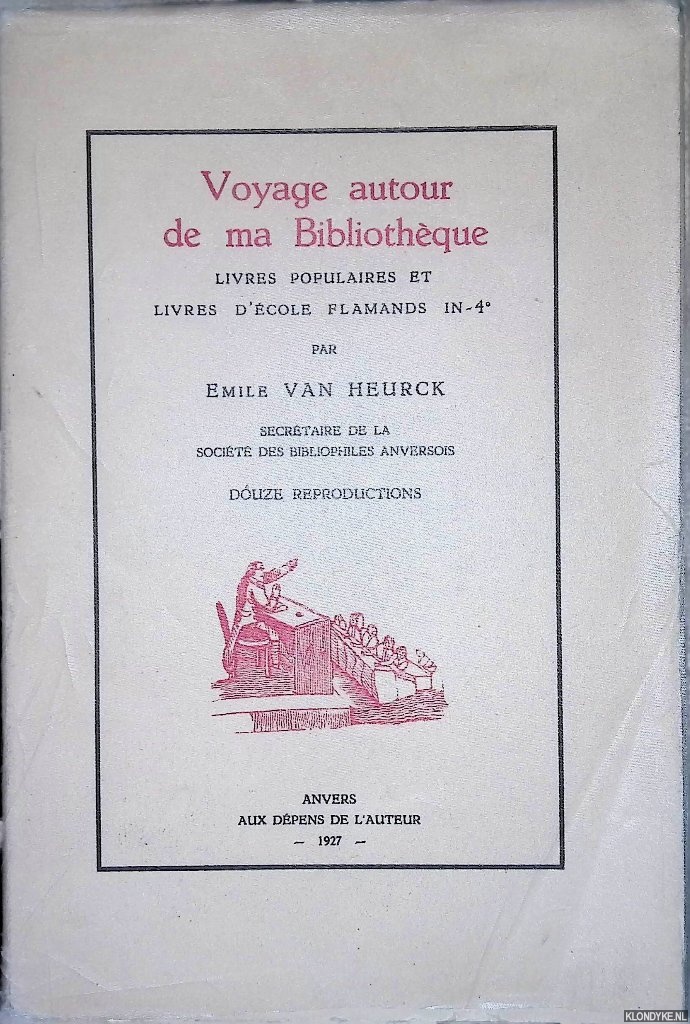 Voyage autour
de ma Bibliothèque
LIVRES POPULAIRES ET
LIVRES D'ÉCOLE FLAMANDS IN-4°
PAR
EMILE VAN HEURCK
SECRÉTAIRE DE LA
SOCIÉTÉ DES BIBLIOPHILES ANVERSOIS
DOUZE REPRODUCTIONS
ANVERS
AUX DÉPENS DE L'AUTEUR
- 1927 -
KLONDYKE.NL